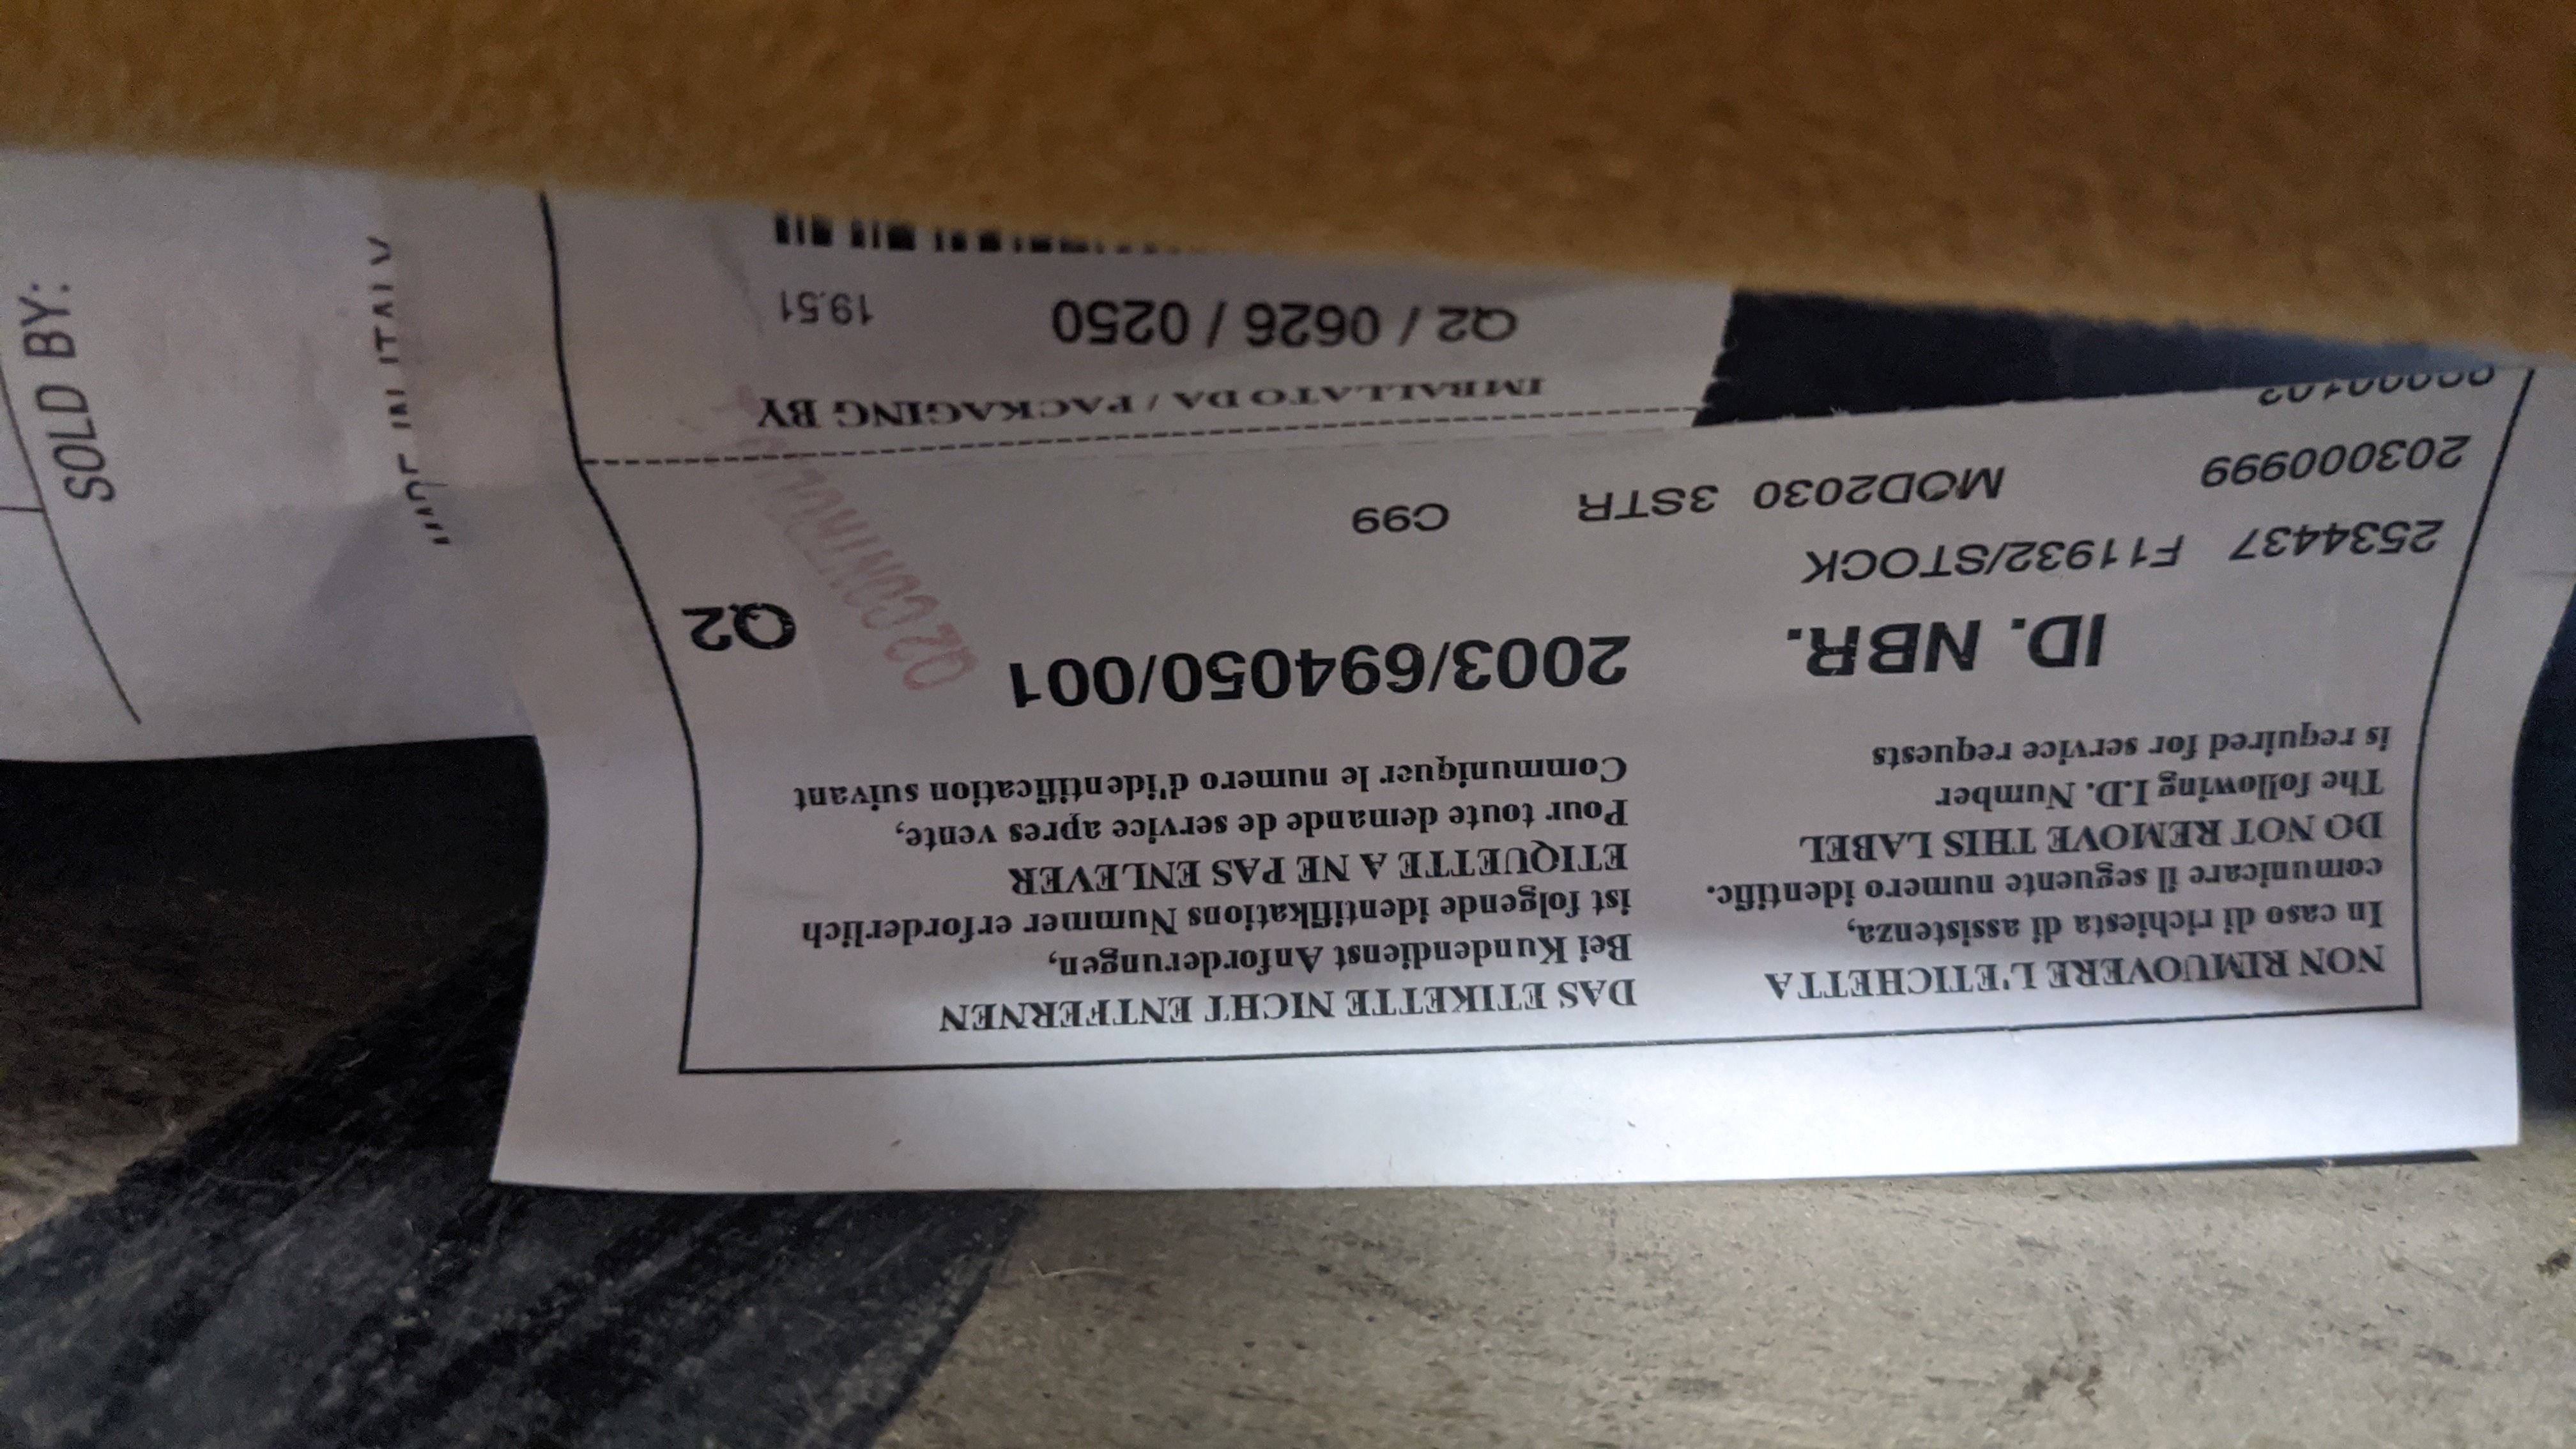 NON RIMUOVERE L'ETICHETTA
In caso di richiesta di assistenza,
comunicare il seguente numero identific.
DO NOT REMOVE THIS LABEL
The following I.D. Number
is required for service requests
DAS ETIKETTE NICHT ENTFERNEN
Bei Kundendienst Anforderungen,
ist folgende identifikations Nummer erforderlich
ETIQUETTE A NE PAS ENLEVER
Pour toute demande de service apres vente,
Communiquer le numero d'identification suivant
ID. NBR. 2003/694050/001 Q2
2534437 F11932/STOCK
203000999 MOD2030 3STR C99
IMBALLATO DA / PACKAGING BY
Q2 / 0626 / 0250 19.51
SOLD BY:
IN ITALY